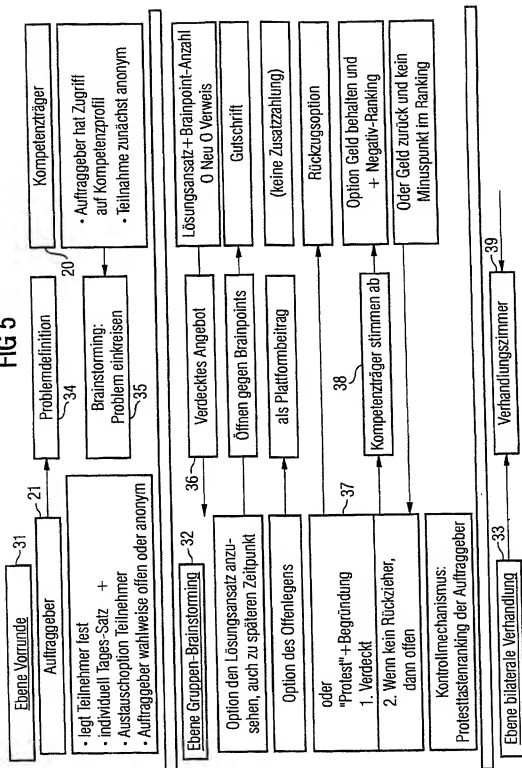 FIG 5
Ebene Vorrunde
31
Auftraggeber
21
• legt Teilnehmer fest
• individuell Tages-Satz +
• Austauschoption Teilnehmer
• Auftraggeber wahlweise offen oder anonym
Problemdefinition
34
Brainstorming:
Problem einkreisen
35
Kompetenzträger
20
• Auftraggeber hat Zugriff
auf Kompetenzprofil
• Teilnahme zunächst anonym
Ebene Gruppen-Brainstorming
32
Option den Lösungsansatz anzu-
sehen, auch zu späteren Zeitpunkt
Option des Offenlegens
oder
"Protest"+Begründung
1. Verdeckt
2. Wenn kein Rückzieher,
dann offen
37
Kontrollmechanismus:
Protesttastenranking der Auftraggeber
36
Verdecktes Angebot
Öffnen gegen Brainpoints
als Plattformbeitrag
38
Kompetenzträger stimmen ab
Lösungsansatz+Brainpoint-Anzahl
O Neu O Verweis
Gutschrift
(keine Zusatzzahlung)
Rückzugsoption
Option Geld behalten und
+ Negativ-Ranking
Oder Geld zurück und kein
Minuspunkt im Ranking
Ebene bilaterale Verhandlung
33
Verhandlungszimmer
39